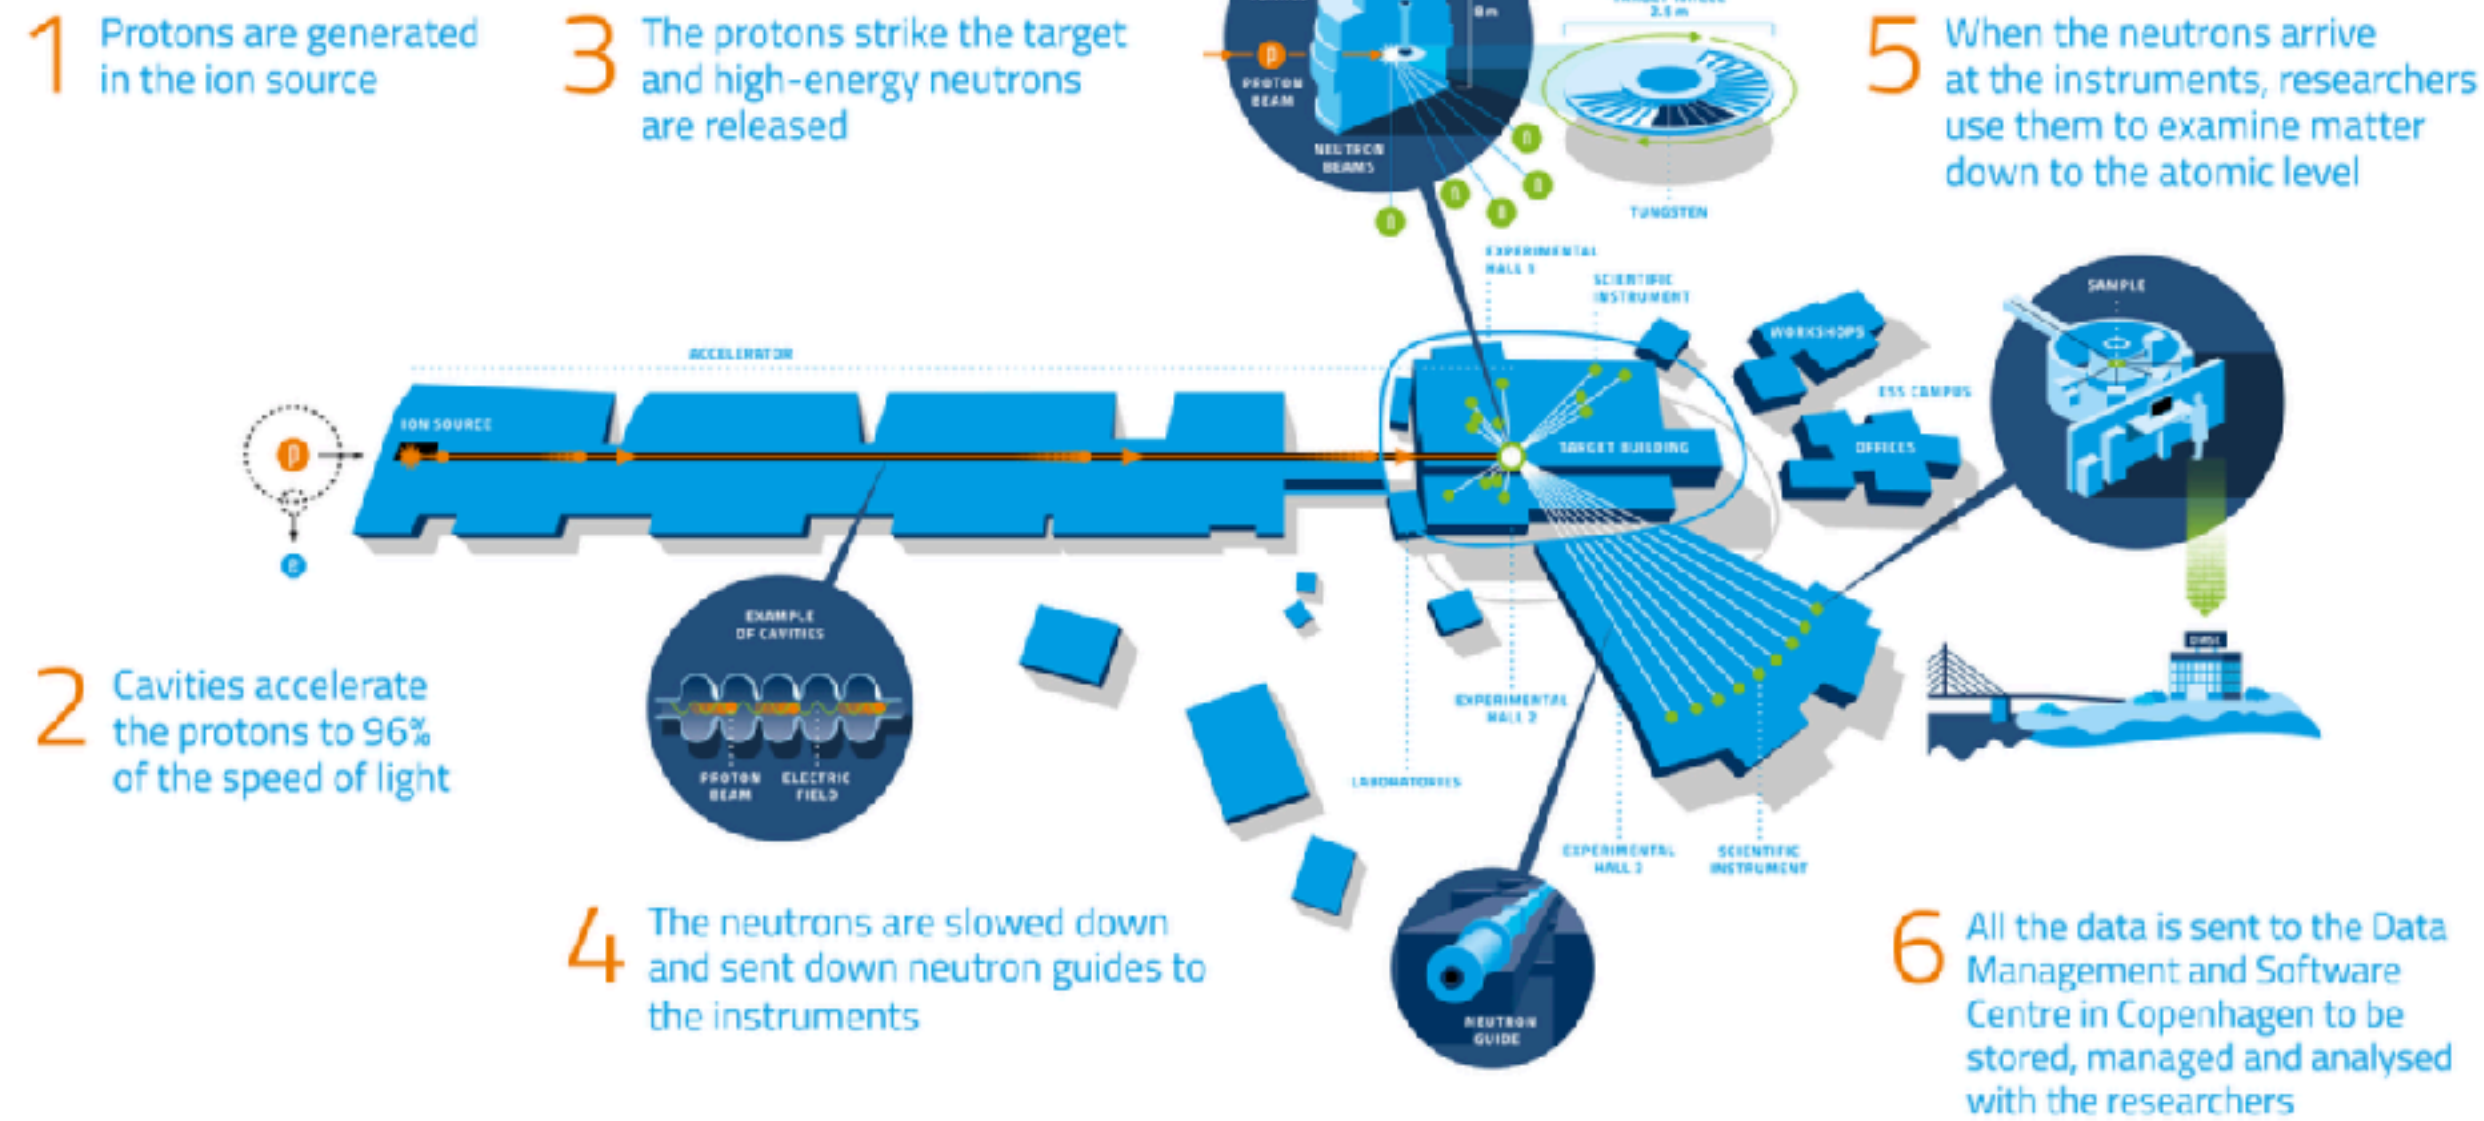 1
Protons are generated
in the ion source
3
The protons strike the target
and high-energy neutrons
are released
8 m
PROTON
BEAM
NEUTRON
BEAMS
2.5 m
TUNGSTEN
5
When the neutrons arrive
at the instruments, researchers
use them to examine matter
down to the atomic level
EXPERIMENTAL
HALL 1
SCIENTIFIC
INSTRUMENT
ACCELERATOR
ION SOURCE
p
e
TARGET BUILDING
WORKSHOPS
ESS CAMPUS
OFFICES
SAMPLE
2
Cavities accelerate
the protons to 96%
of the speed of light
EXAMPLE
OF CAVITIES
PROTON
BEAM
ELECTRIC
FIELD
EXPERIMENTAL
HALL 2
LABORATORIES
EXPERIMENTAL
HALL 3
SCIENTIFIC
INSTRUMENT
DMSC
4
The neutrons are slowed down
and sent down neutron guides to
the instruments
NEUTRON
GUIDE
6
All the data is sent to the Data
Management and Software
Centre in Copenhagen to be
stored, managed and analysed
with the researchers